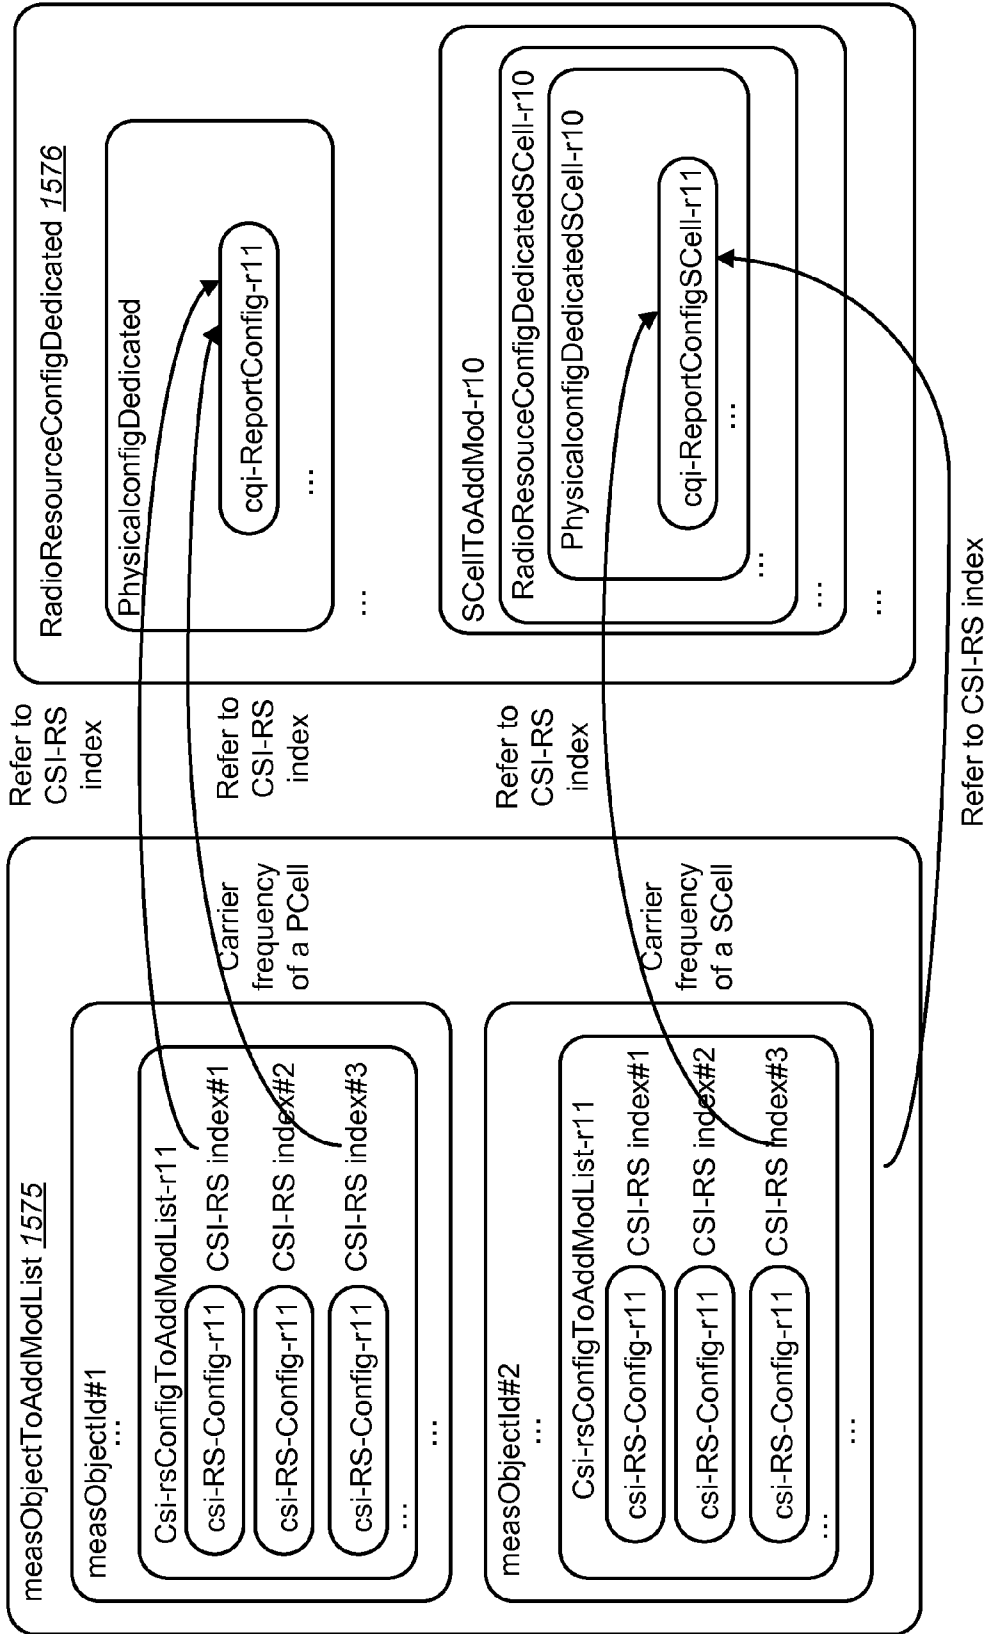 measObjectToAddModList 1575
measObjectId#1
...
Csi-rsConfigToAddModList-r11
csi-RS-Config-r11
CSI-RS index#1
csi-RS-Config-r11
CSI-RS index#2
csi-RS-Config-r11
CSI-RS index#3
...
...
Carrier
frequency
of a PCell
measObjectId#2
...
Csi-rsConfigToAddModList-r11
csi-RS-Config-r11
CSI-RS index#1
csi-RS-Config-r11
CSI-RS index#2
csi-RS-Config-r11
CSI-RS index#3
...
...
Carrier
frequency
of a SCell
Refer to
CSI-RS
index
Refer to
CSI-RS
index
Refer to
CSI-RS
index
Refer to CSI-RS index
RadioResourceConfigDedicated 1576
PhysicalconfigDedicated
cqi-ReportConfig-r11
...
...
SCellToAddMod-r10
RadioResouceConfigDedicatedSCell-r10
PhysicalconfigDedicatedSCell-r10
cqi-ReportConfigSCell-r11
...
...
...
...